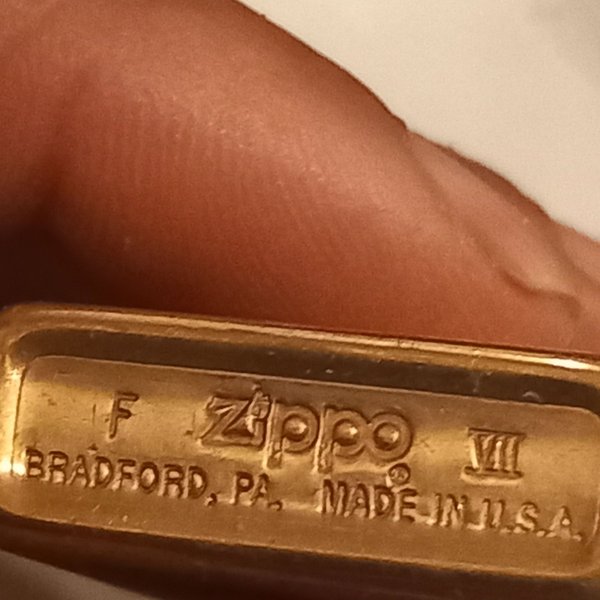 F zippo VII
®
BRADFORD, PA. MADE IN U.S.A.